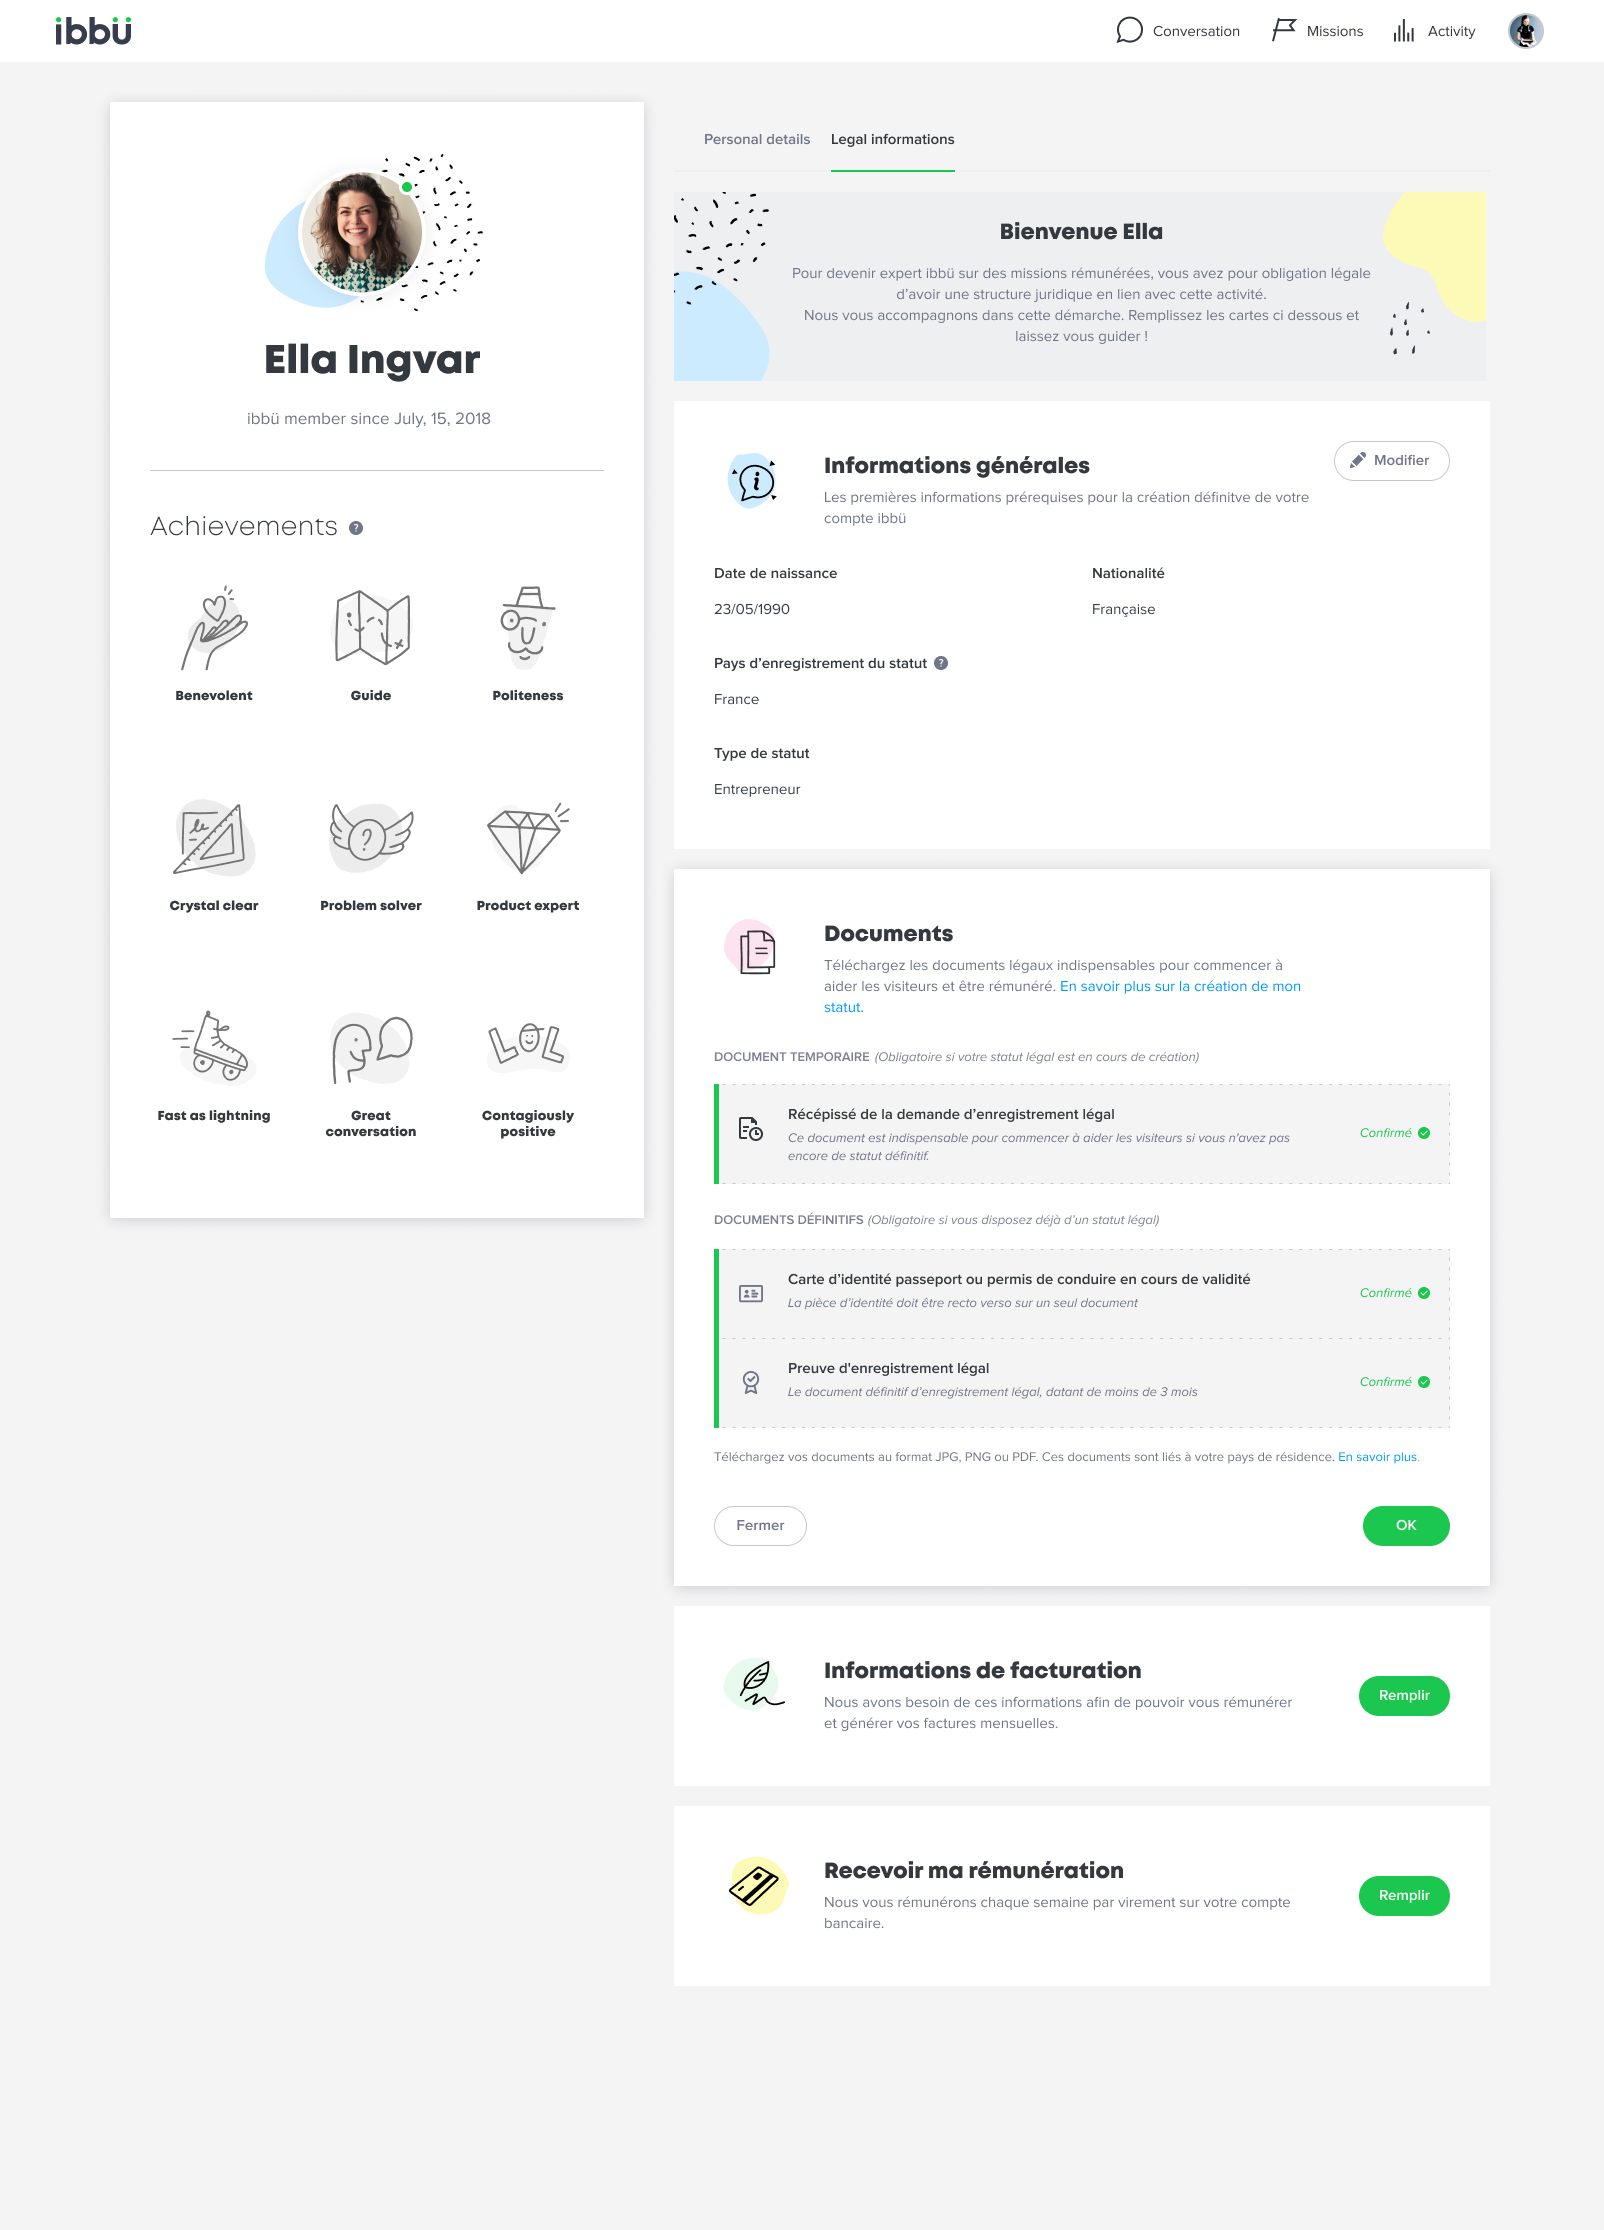 ibbü
Conversation
Missions
Activity
Ella Ingvar
ibbü member since July, 15, 2018
Achievements ?
Benevolent
Guide
Politeness
le
?
Crystal clear
Problem solver
Product expert
LOL
Fast as lightning
Great
conversation
Contagiously
positive
Personal details
Legal informations
Bienvenue Ella
Pour devenir expert ibbü sur des missions rémunérées, vous avez pour obligation légale
d’avoir une structure juridique en lien avec cette activité.
Nous vous accompagnons dans cette démarche. Remplissez les cartes ci dessous et
laissez vous guider !
i
Informations générales
Modifier
Les premières informations prérequises pour la création définitve de votre
compte ibbü
Date de naissance
Nationalité
23/05/1990
Française
Pays d’enregistrement du statut ?
France
Type de statut
Entrepreneur
Documents
Téléchargez les documents légaux indispensables pour commencer à
aider les visiteurs et être rémunéré. En savoir plus sur la création de mon
statut.
DOCUMENT TEMPORAIRE (Obligatoire si votre statut légal est en cours de création)
Récépissé de la demande d’enregistrement légal
Ce document est indispensable pour commencer à aider les visiteurs si vous n'avez pas
encore de statut définitif.
Confirmé
DOCUMENTS DÉFINITIFS (Obligatoire si vous disposez déjà d’un statut légal)
Carte d’identité passeport ou permis de conduire en cours de validité
La pièce d’identité doit être recto verso sur un seul document
Confirmé
Preuve d'enregistrement légal
Le document définitif d’enregistrement légal, datant de moins de 3 mois
Confirmé
Téléchargez vos documents au format JPG, PNG ou PDF. Ces documents sont liés à votre pays de résidence. En savoir plus.
Fermer
OK
Informations de facturation
Nous avons besoin de ces informations afin de pouvoir vous rémunérer
et générer vos factures mensuelles.
Remplir
Recevoir ma rémunération
Nous vous rémunérons chaque semaine par virement sur votre compte
bancaire.
Remplir